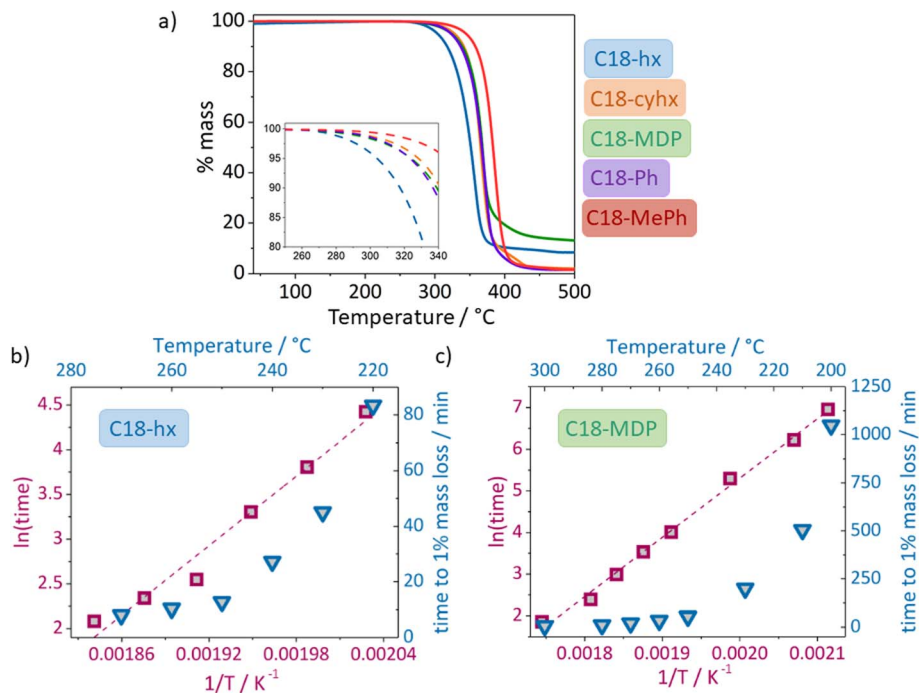 a)
% mass
100
80
60
40
20
0
100
95
90
85
80
260 280 300 320 340
100 200 300 400 500
Temperature / °C
C18-hx
C18-cyhx
C18-MDP
C18-Ph
C18-MePh
b)
Temperature / °C
280 260 240 220
C18-hx
ln(time)
4.5
4
3.5
3
2.5
2
80
60
40
20
0
time to 1% mass loss / min
0.00186 0.00192 0.00198 0.00204
1/T / K⁻¹
c)
Temperature / °C
300 280 260 240 220 200
C18-MDP
ln(time)
7
6
5
4
3
2
1250
1000
750
500
250
0
time to 1% mass loss / min
0.0018 0.0019 0.0020 0.0021
1/T / K⁻¹